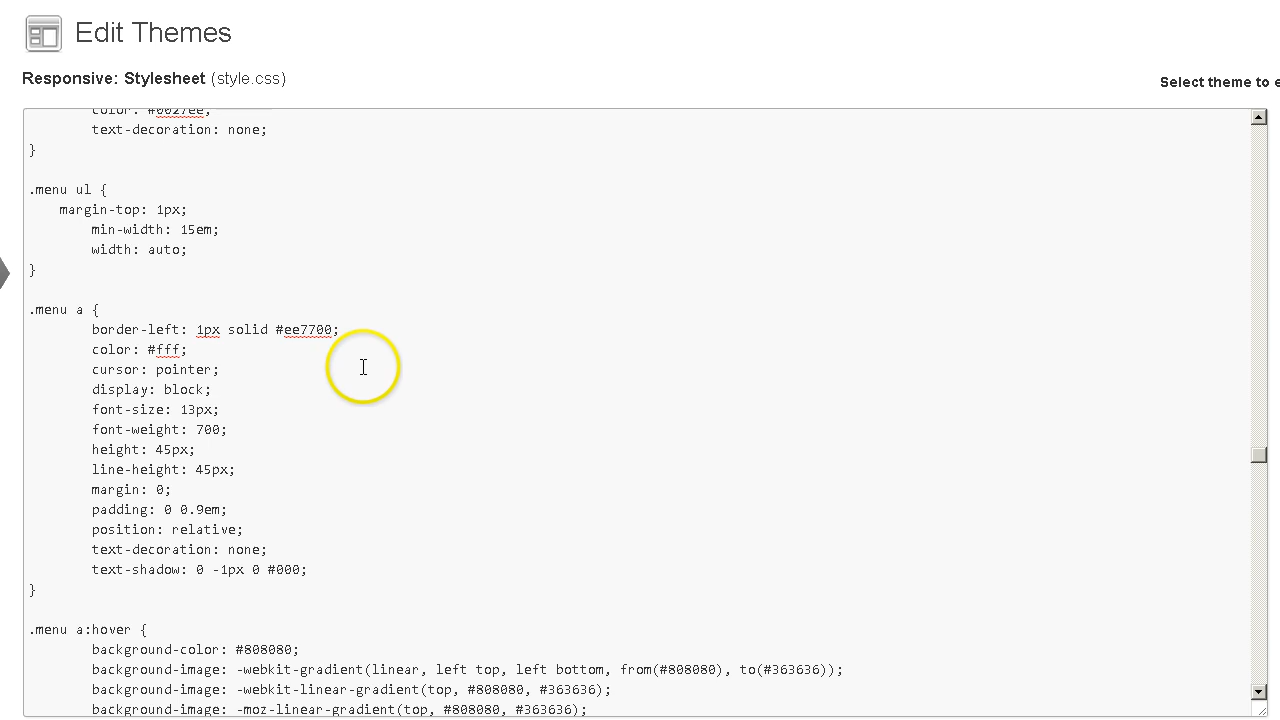 Edit Themes
Responsive: Stylesheet (style.css)
Select theme to e
color: #0027ee;
text-decoration: none;
}
.menu ul {
margin-top: 1px;
min-width: 15em;
width: auto;
}
.menu a {
border-left: 1px solid #ee7700;
color: #fff;
cursor: pointer;
display: block;
font-size: 13px;
font-weight: 700;
height: 45px;
line-height: 45px;
margin: 0;
padding: 0 0.9em;
position: relative;
text-decoration: none;
text-shadow: 0 -1px 0 #000;
}
.menu a:hover {
background-color: #808080;
background-image: -webkit-gradient(linear, left top, left bottom, from(#808080), to(#363636));
background-image: -webkit-linear-gradient(top, #808080, #363636);
background-image: -moz-linear-gradient(top, #808080, #363636);